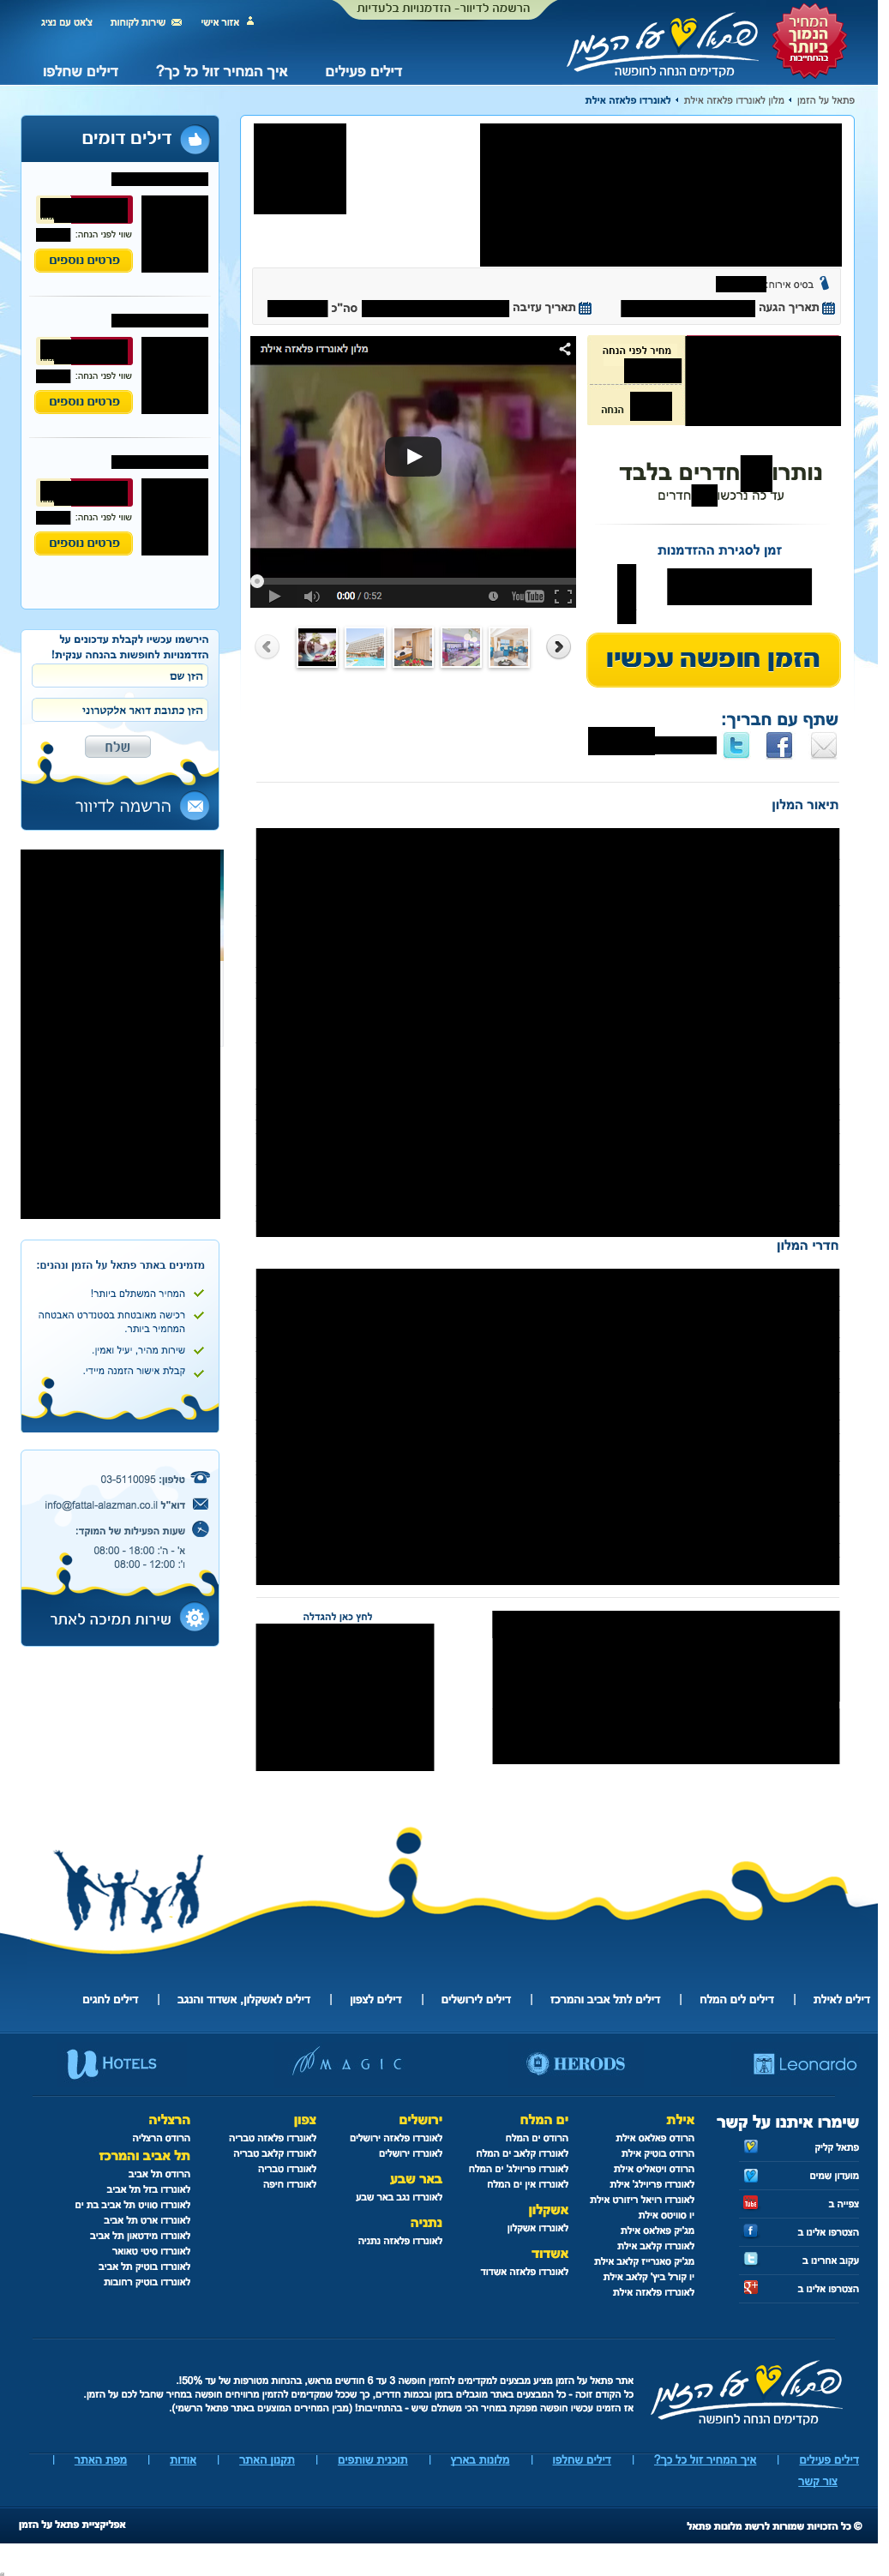 המחיר
הנמוך
ביותר
בהתחייבות
פתאל על הזמן
מקדימים הנחה לחופשה
הרשמה לדיוור- הזדמנויות בלעדיות
אזור אישי
שירות לקוחות
צ'אט עם נציג
דילים פעילים
איך המחיר זול כל כך?
דילים שחלפו
פתאל על הזמן
מלון לאונרדו פלאזה אילת
לאונרדו פלאזה אילת
בסיס אירוח:
תאריך הגעה
תאריך עזיבה
סה"כ
מחיר לפני הנחה
הנחה
מלון לאונרדו פלאזה אילת
0:00 / 0:52
YouTube
נותרו
חדרים בלבד
עד כה נרכשו
חדרים
זמן לסגירת ההזדמנות
הזמן חופשה עכשיו
שתף עם חבריך:
תיאור המלון
חדרי המלון
לחץ כאן להגדלה
דילים דומים
שווי לפני הנחה:
פרטים נוספים
שווי לפני הנחה:
פרטים נוספים
שווי לפני הנחה:
פרטים נוספים
הירשמו עכשיו לקבלת עדכונים על
הזדמנויות לחופשות בהנחה ענקית!
הזן שם
הזן כתובת דואר אלקטרוני
שלח
הרשמה לדיוור
מזמינים באתר פתאל על הזמן ונהנים:
המחיר המשתלם ביותר!
רכישה מאובטחת בסטנדרט האבטחה
המחמיר ביותר.
שירות מהיר, יעיל ואמין.
קבלת אישור הזמנה מיידי.
טלפון: 03-5110095
דוא"ל info@fattal-alazman.co.il
שעות הפעילות של המוקד:
א' - ה': 18:00 - 08:00
ו': 12:00 - 08:00
שירות תמיכה לאתר
דילים לאילת | דילים לים המלח | דילים לתל אביב והמרכז | דילים לירושלים | דילים לצפון | דילים לאשקלון, אשדוד והנגב | דילים לחגים
Leonardo
HERODS
MAGIC
U HOTELS
שימרו איתנו על קשר
פתאל קליק
מועדון שמים
צפייה ב
הצטרפו אלינו ב
עקוב אחרינו ב
הצטרפו אלינו ב
אילת
הרודס פאלאס אילת
הרודס בוטיק אילת
הרודס ויטאליס אילת
לאונרדו פריוילג' אילת
לאונרדו רויאל ריזורט אילת
יו סוויטס אילת
מג'יק פאלאס אילת
לאונרדו קלאב אילת
מג'יק סאנרייז קלאב אילת
יו קורל ביץ' קלאב אילת
לאונרדו פלאזה אילת
ים המלח
הרודס ים המלח
לאונרדו קלאב ים המלח
לאונרדו פריוילג' ים המלח
לאונרדו אין ים המלח
אשקלון
לאונרדו אשקלון
אשדוד
לאונרדו פלאזה אשדוד
ירושלים
לאונרדו פלאזה ירושלים
לאונרדו ירושלים
באר שבע
לאונרדו נגב באר שבע
נתניה
לאונרדו פלאזה נתניה
צפון
לאונרדו פלאזה טבריה
לאונרדו קלאב טבריה
לאונרדו טבריה
לאונרדו חיפה
הרצליה
הרודס הרצליה
תל אביב והמרכז
הרודס תל אביב
לאונרדו בזל תל אביב
לאונרדו סוויט תל אביב בת ים
לאונרדו ארט תל אביב
לאונרדו מידטאון תל אביב
לאונרדו סיטי טאואר
לאונרדו בוטיק תל אביב
לאונרדו בוטיק רחובות
פתאל על הזמן
מקדימים הנחה לחופשה
אתר פתאל על הזמן מציע מבצעים למקדימים להזמין חופשה 3 עד 6 חודשים מראש, בהנחות מטורפות של עד 50%!.
כל הקודם זוכה - כל המבצעים באתר מוגבלים בזמן ובכמות חדרים, כך שככל שמקדימים להזמין מרוויחים חופשה במחיר שחבל לכם על הזמן.
אז הזמינו עכשיו חופשה מפנקת במחיר הכי משתלם שיש - בהתחייבות! (מבין המחירים המוצעים באתר פתאל הרשמי).
דילים פעילים | איך המחיר זול כל כך? | דילים שחלפו | מלונות בארץ | תוכנית שותפים | תקנון האתר | אודות | מפת האתר |
צור קשר
© כל הזכויות שמורות לרשת מלונות פתאל
אפליקציית פתאל על הזמן